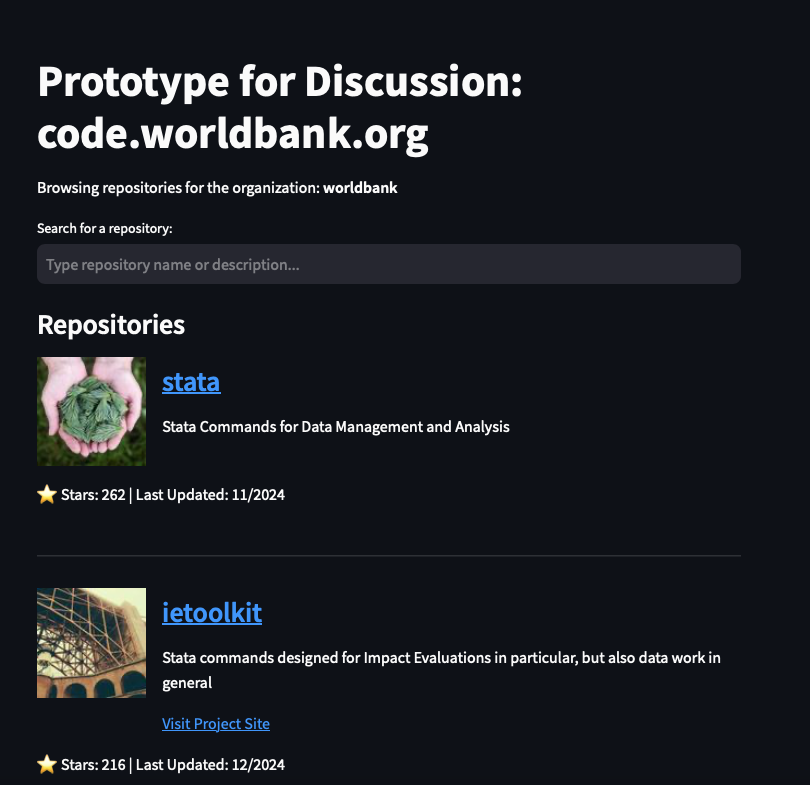 Prototype for Discussion:
code.worldbank.org
Browsing repositories for the organization: worldbank
Search for a repository:
Type repository name or description...
Repositories
stata
Stata Commands for Data Management and Analysis
⭐ Stars: 262 | Last Updated: 11/2024
ietoolkit
Stata commands designed for Impact Evaluations in particular, but also data work in
general
Visit Project Site
⭐ Stars: 216 | Last Updated: 12/2024